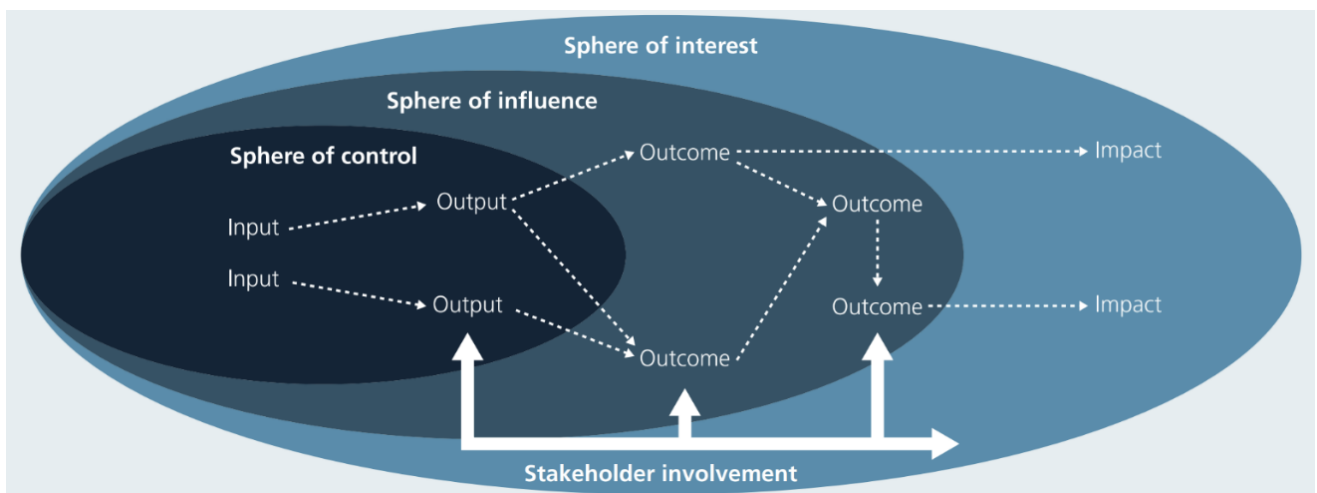 Sphere of interest
Sphere of influence
Sphere of control
Outcome
Impact
Output
Outcome
Input
Input
Output
Outcome
Impact
Outcome
Stakeholder involvement